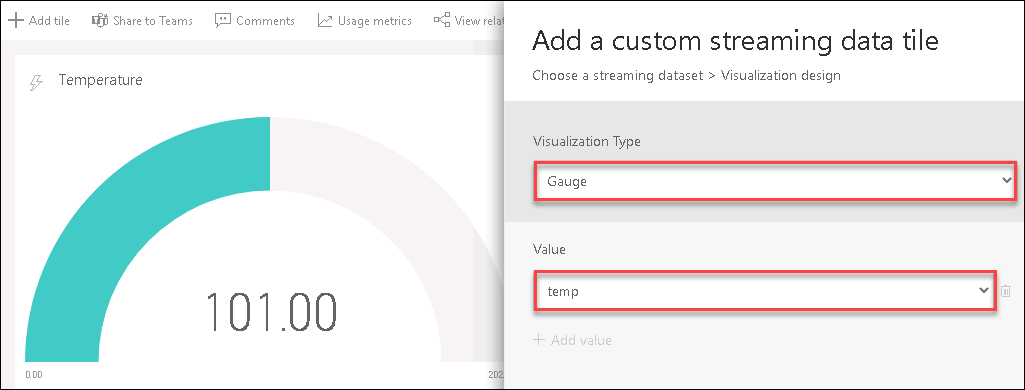 Add tile Share to Teams Comments Usage metrics View rela
Temperature
101.00
0.00 202
Add a custom streaming data tile
Choose a streaming dataset > Visualization design
Visualization Type
Gauge
Value
temp
+ Add value